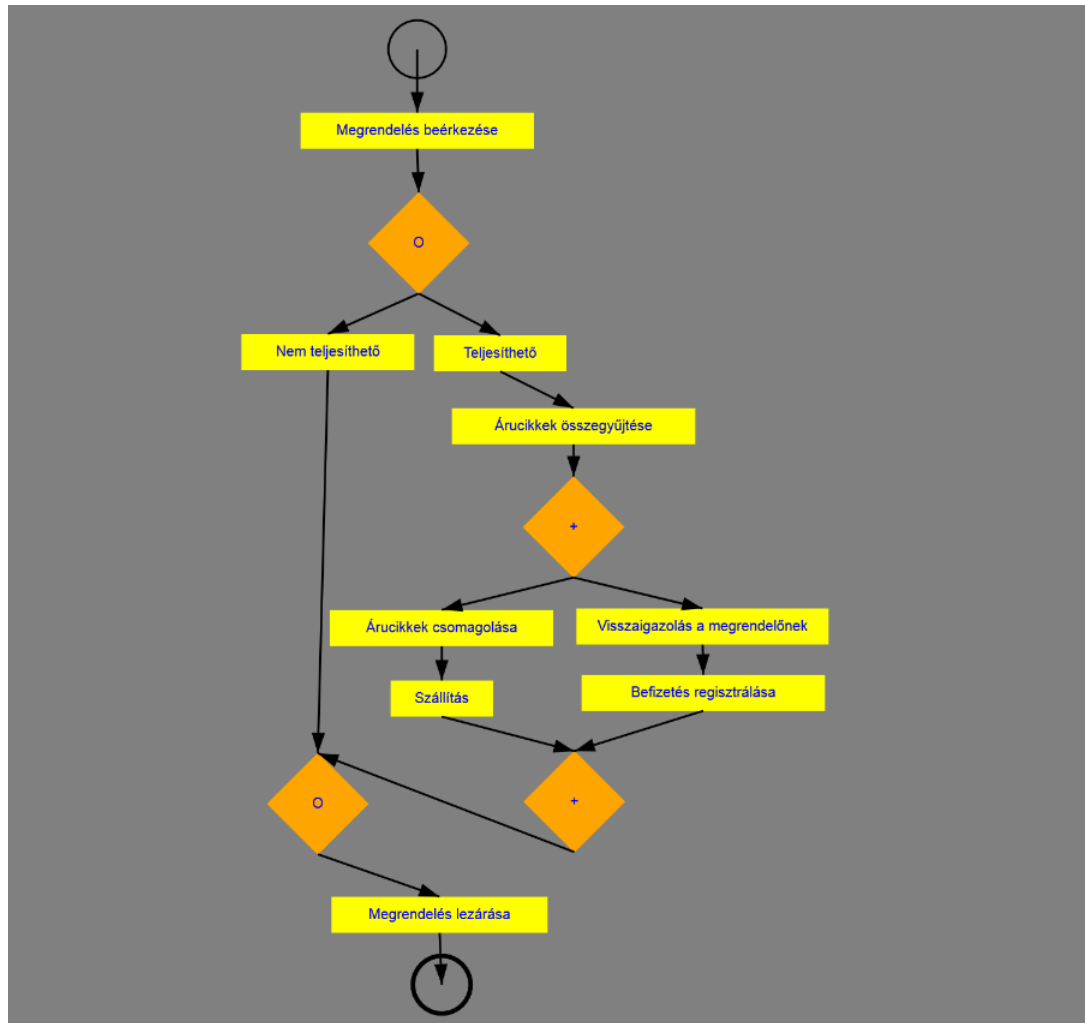 Megrendelés beérkezése
O
Nem teljesíthető
Teljesíthető
Árucikkek összegyűjtése
+
Árucikkek csomagolása
Visszaigazolás a megrendelőnek
Szállítás
Befizetés regisztrálása
O
+
Megrendelés lezárása